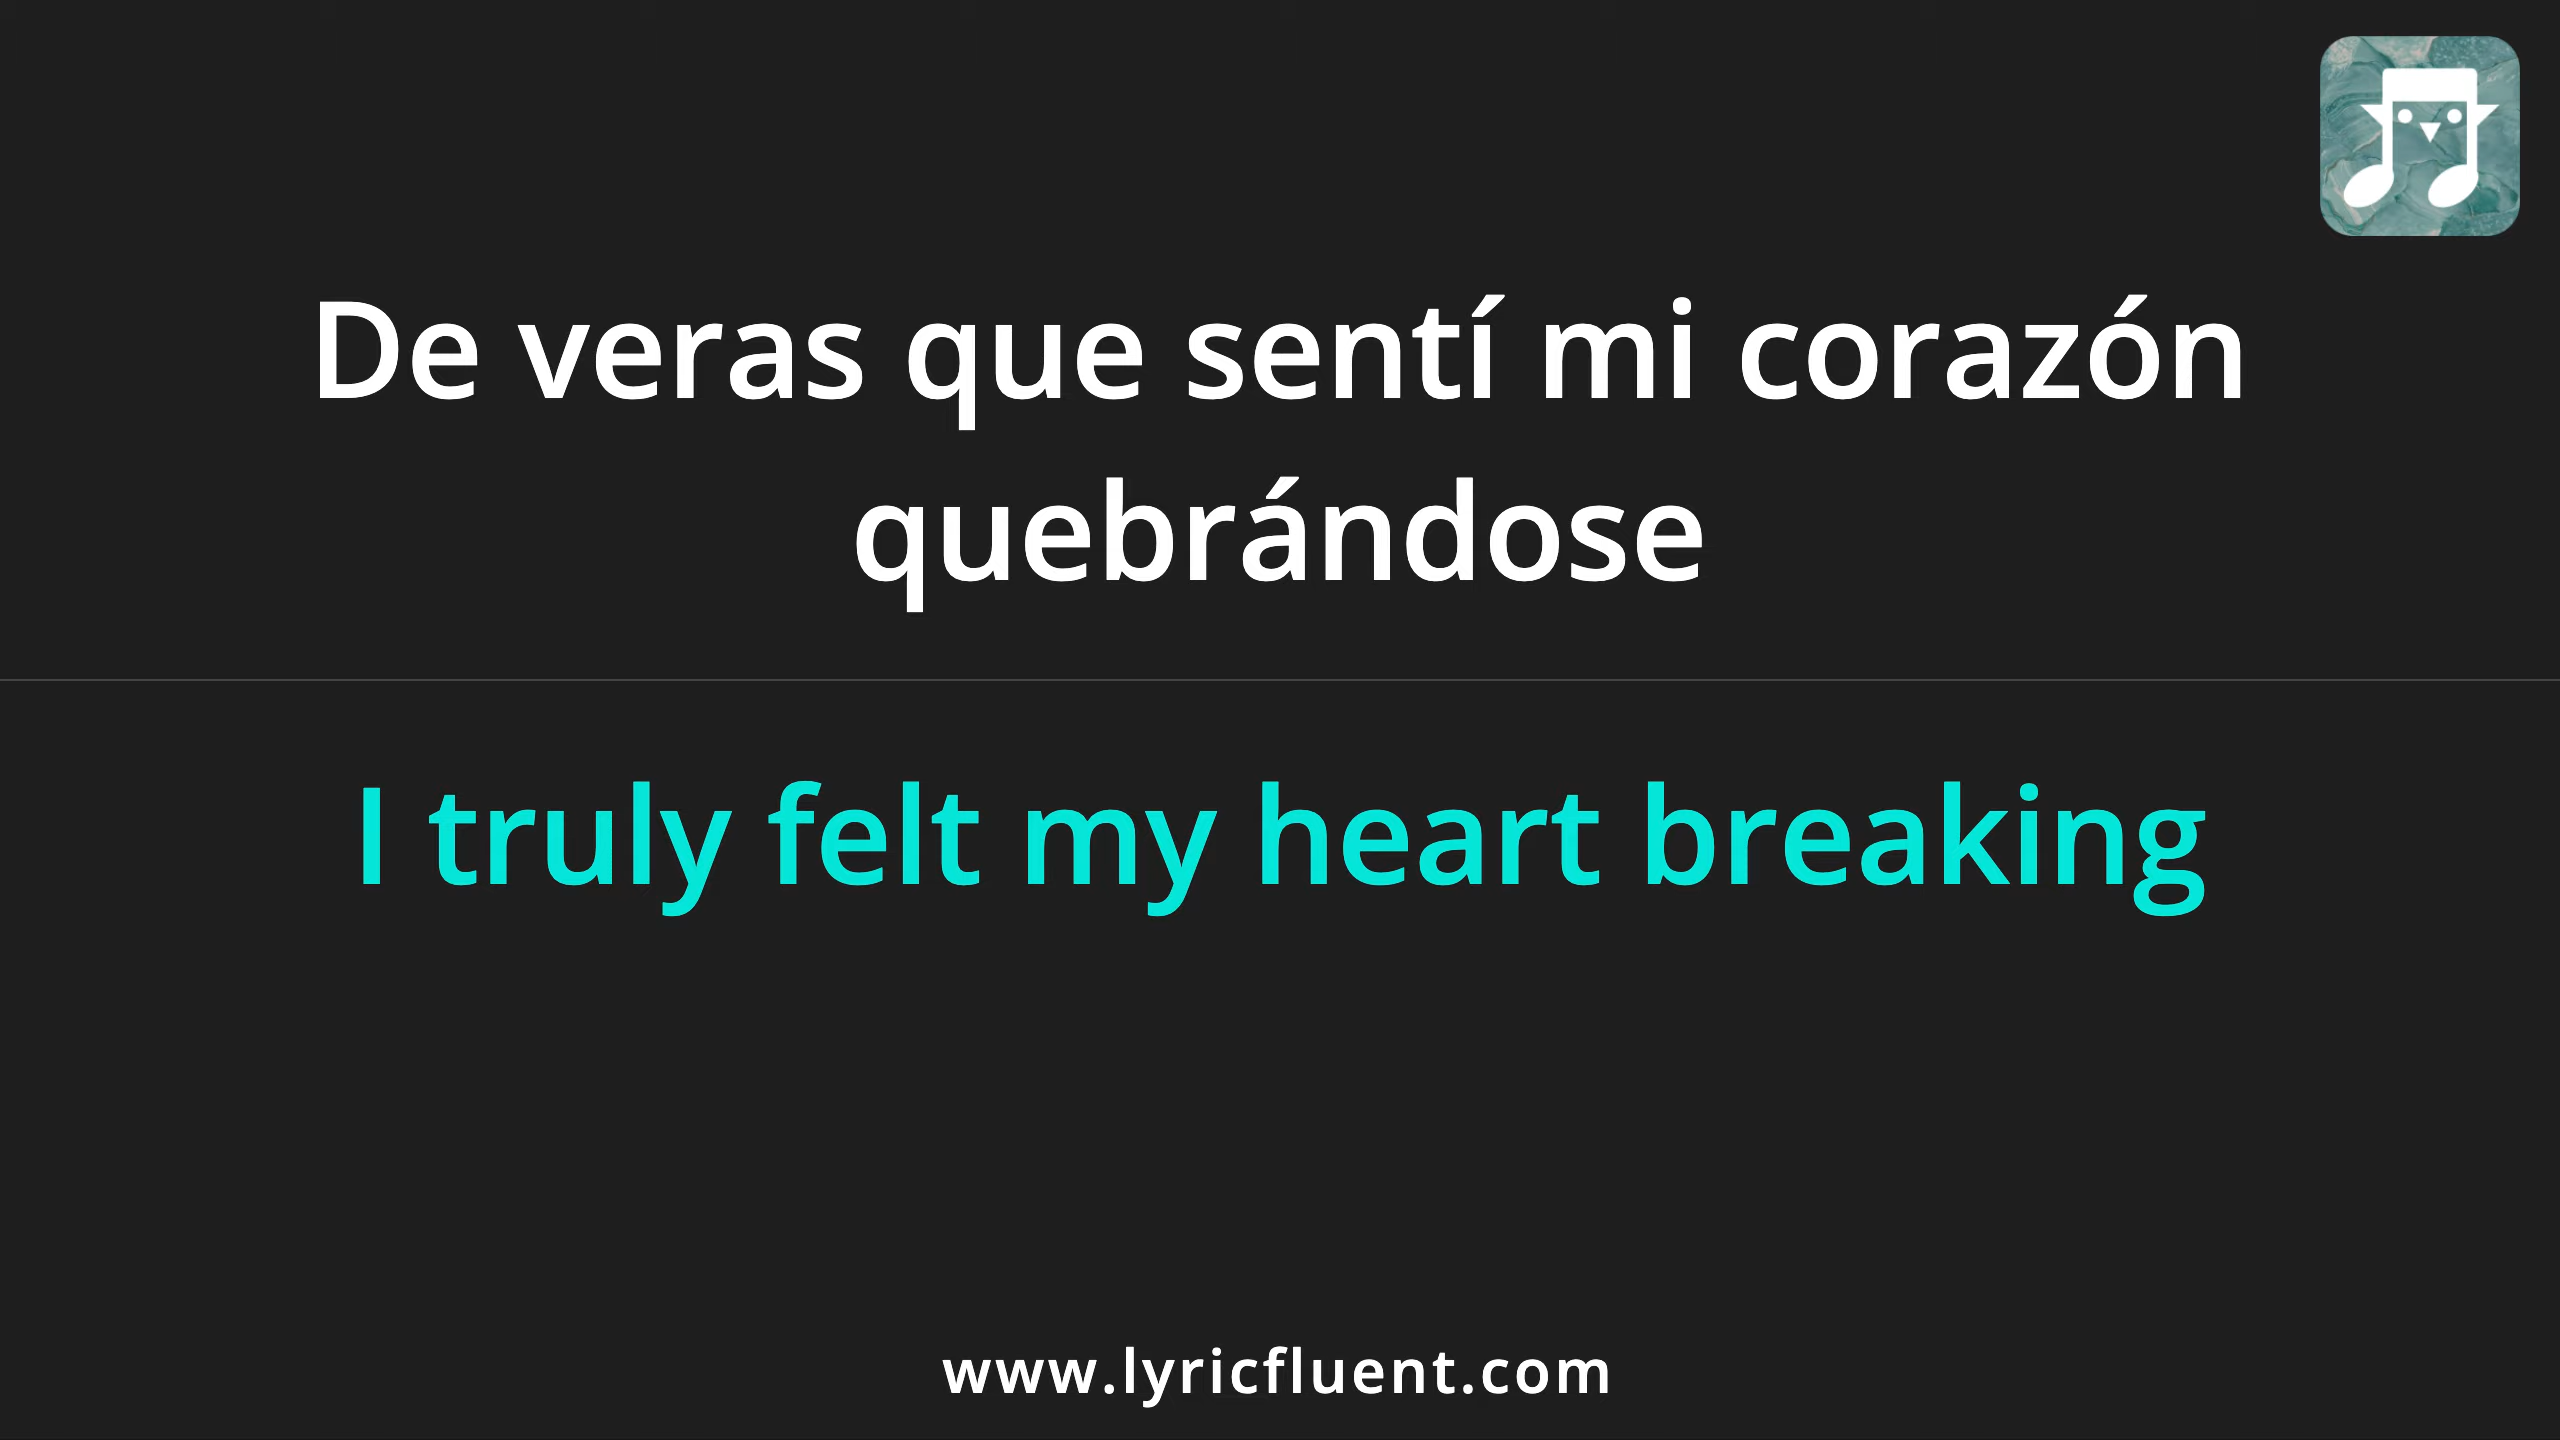 De veras que sentí mi corazón
quebrándose
I truly felt my heart breaking
www.lyricfluent.com